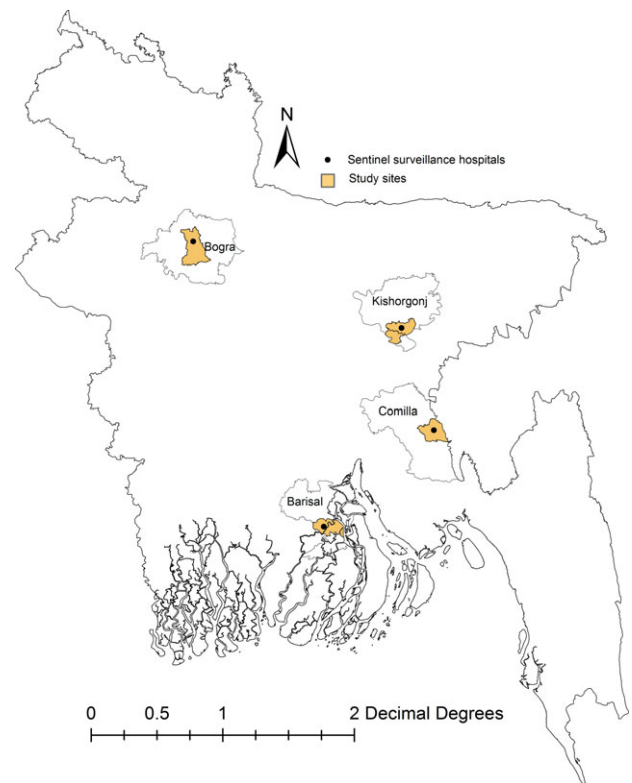 N
Sentinel surveillance hospitals
Study sites
Bogra
Kishorgonj
Comilla
Barisal
0 0.5 1 2 Decimal Degrees